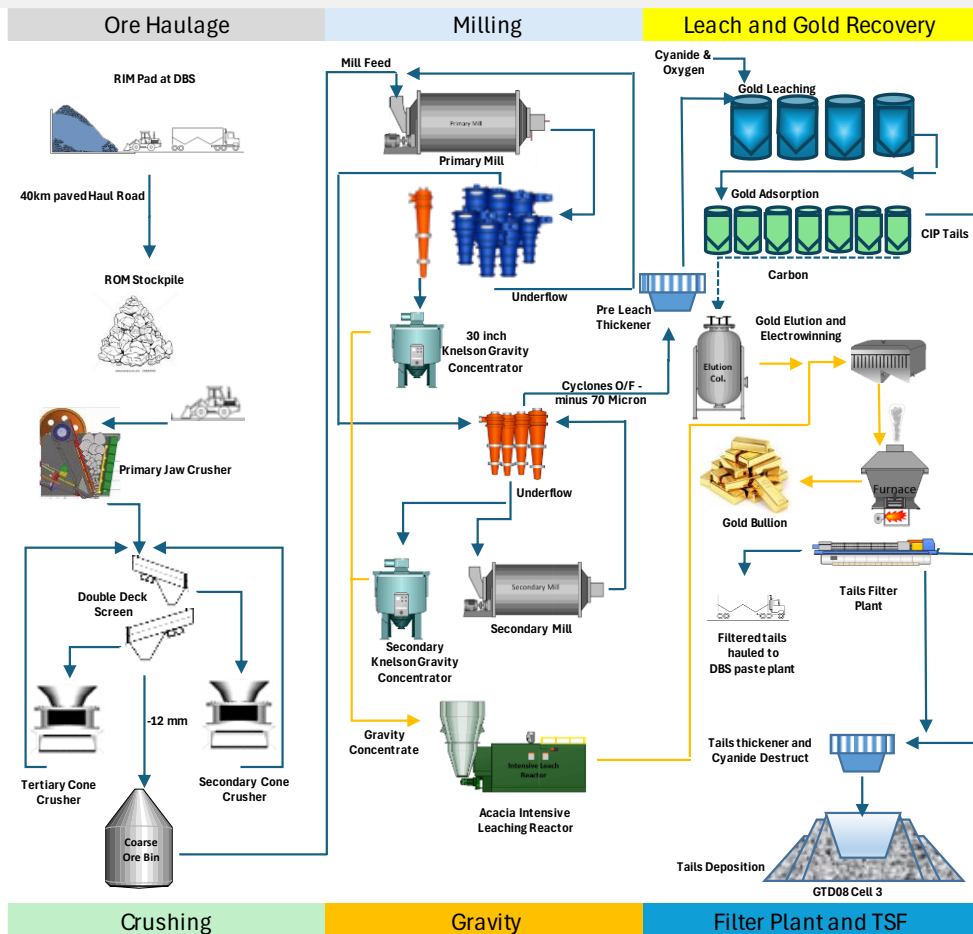 Ore Haulage
Milling
Leach and Gold Recovery
RIM Pad at DBS
40km paved Haul Road
ROM Stockpile
Primary Jaw Crusher
Double Deck
Screen
-12 mm
Tertiary Cone
Crusher
Secondary Cone
Crusher
Coarse
Ore Bin
Mill Feed
Primary Mill
Primary Mill
Underflow
30 inch
Knelson Gravity
Concentrator
Cyclones O/F -
minus 70 Micron
Underflow
Secondary Mill
Secondary Mill
Secondary
Knelson Gravity
Concentrator
Gravity
Concentrate
Intensive Leach
Reactor
Acacia Intensive
Leaching Reactor
Cyanide &
Oxygen
Gold Leaching
Gold Adsorption
CIP Tails
Carbon
Pre Leach
Thickener
Gold Elution and
Electrowinning
Elution
Col.
Furnace
Gold Bullion
Tails Filter
Plant
Filtered tails
hauled to
DBS paste plant
Tails thickener and
Cyanide Destruct
Tails Deposition
GTD08 Cell 3
Crushing
Gravity
Filter Plant and TSF